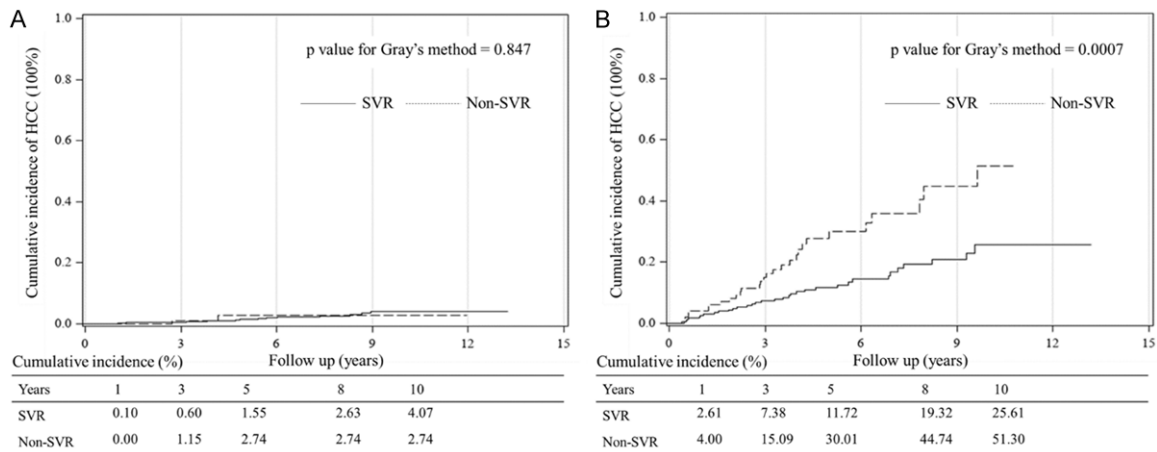 A
Cumulative incidence of HCC (100%)
1.0
0.8
0.6
0.4
0.2
0.0
p value for Gray's method = 0.847
SVR Non-SVR
0 3 6 9 12 15
Follow up (years)
Cumulative incidence (%)
Years 1 3 5 8 10
SVR 0.10 0.60 1.55 2.63 4.07
Non-SVR 0.00 1.15 2.74 2.74 2.74
B
Cumulative incidence of HCC (100%)
1.0
0.8
0.6
0.4
0.2
0.0
p value for Gray's method = 0.0007
SVR Non-SVR
0 3 6 9 12 15
Follow up (years)
Cumulative incidence (%)
Years 1 3 5 8 10
SVR 2.61 7.38 11.72 19.32 25.61
Non-SVR 4.00 15.09 30.01 44.74 51.30